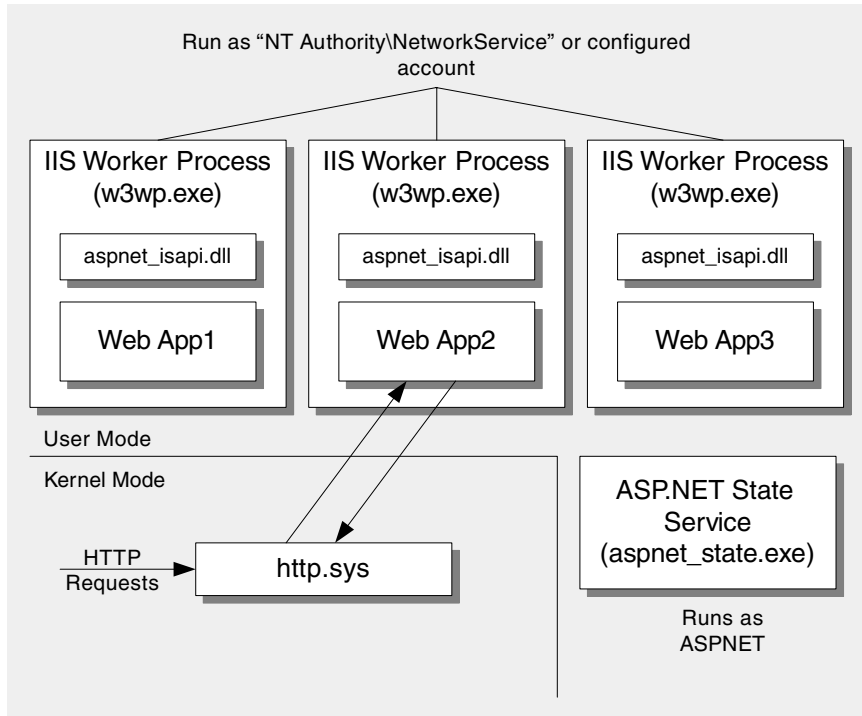 Run as “NT Authority\NetworkService” or configured
account
IIS Worker Process
(w3wp.exe)
aspnet_isapi.dll
Web App1
IIS Worker Process
(w3wp.exe)
aspnet_isapi.dll
Web App2
IIS Worker Process
(w3wp.exe)
aspnet_isapi.dll
Web App3
User Mode
Kernel Mode
HTTP
Requests
http.sys
ASP.NET State
Service
(aspnet_state.exe)
Runs as
ASPNET